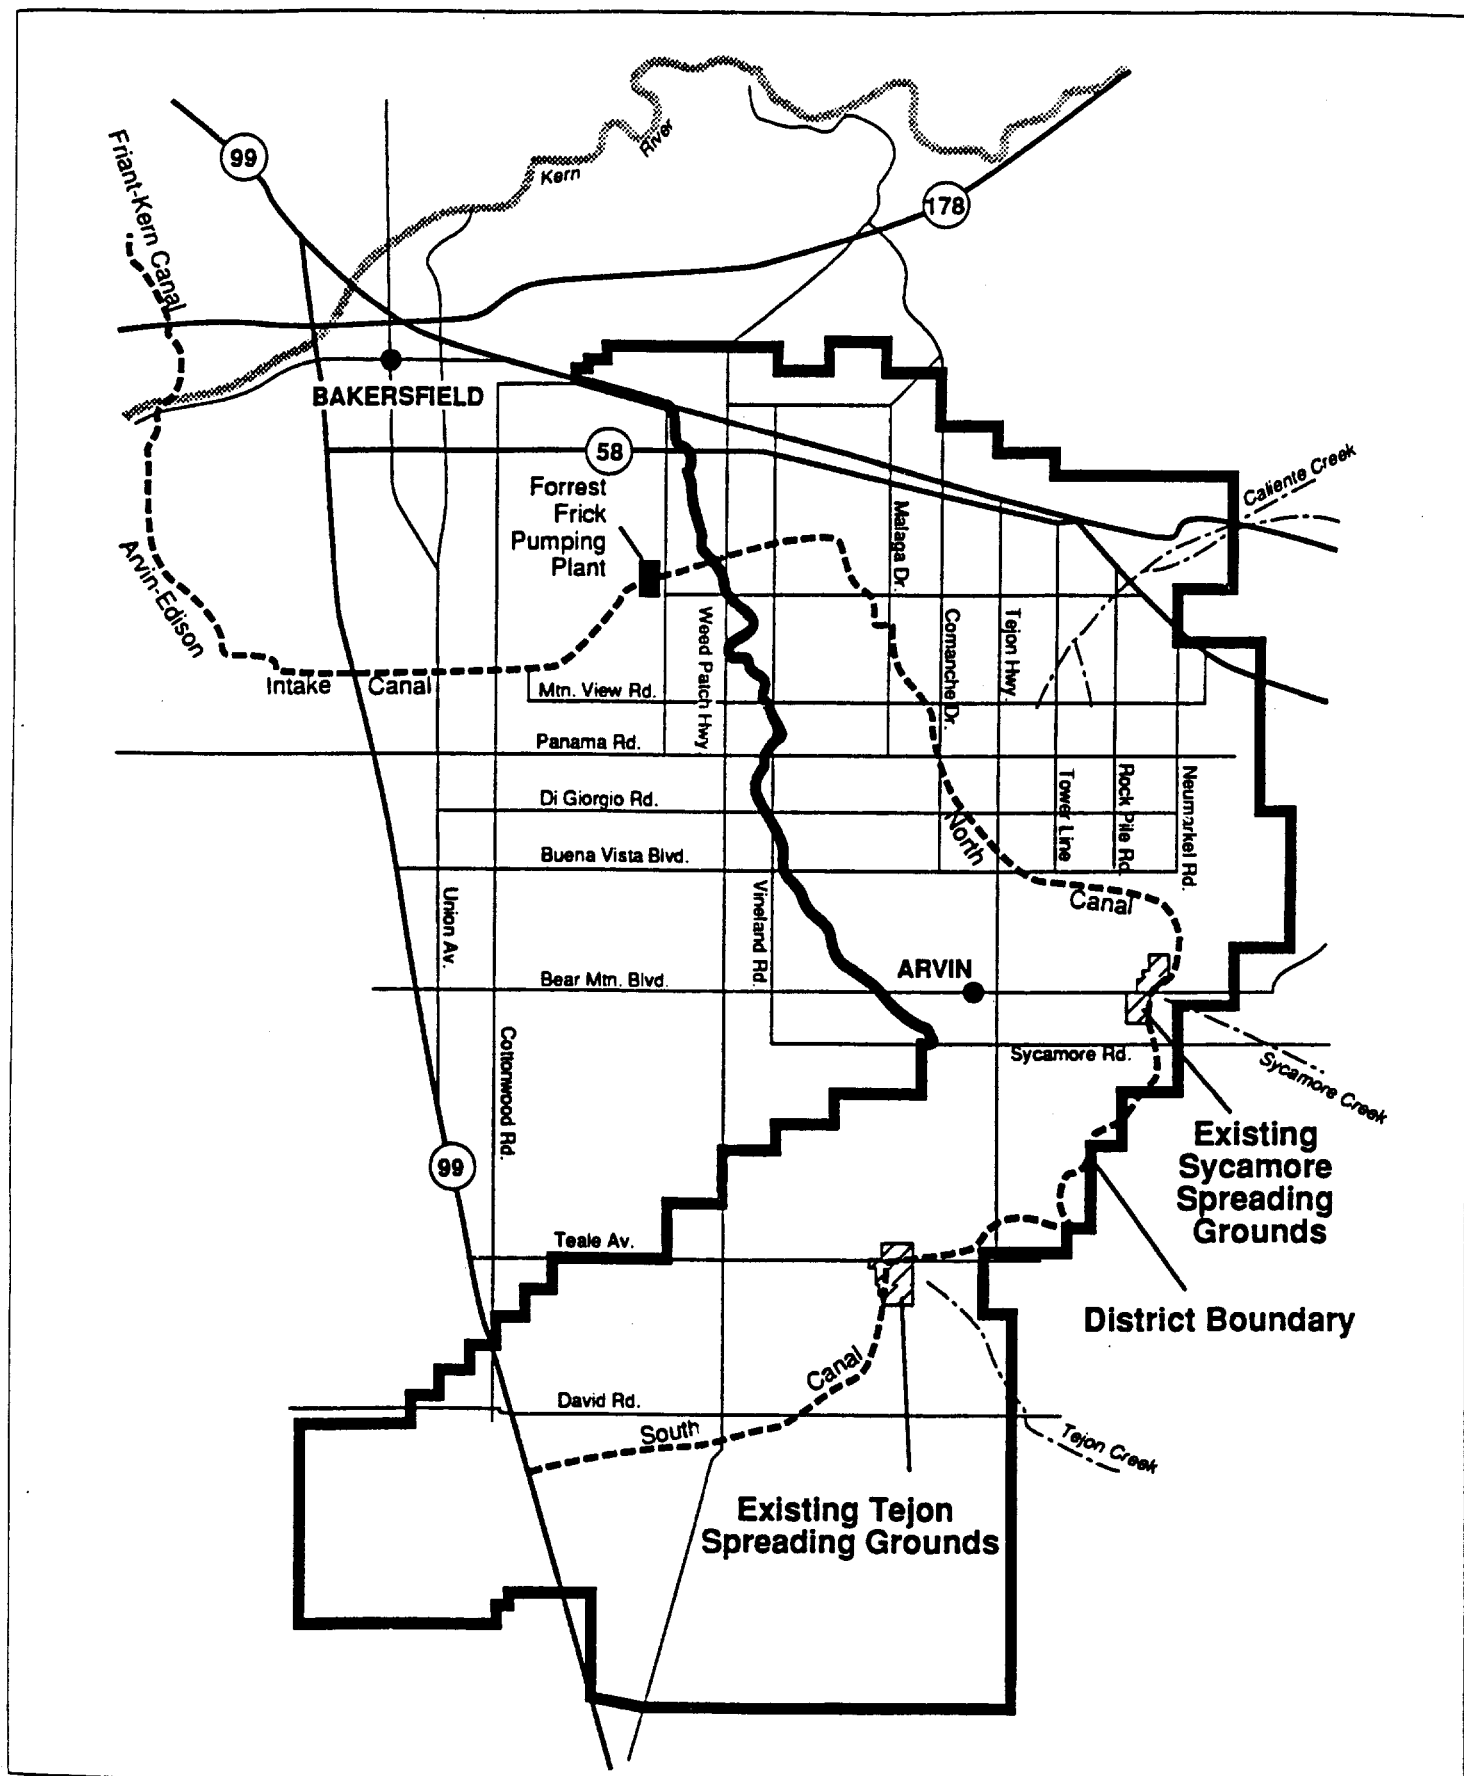 99
Friant-Kern Canal
Kern
River
178
BAKERSFIELD
58
Forrest
Frick
Pumping
Plant
Caliente Creek
Malaga Dr.
Arvin-Edison
Intake Canal
Weed Patch Hwy
Comanche Dr.
Tejon Hwy.
Mtn. View Rd.
Panama Rd.
Di Giorgio Rd.
Buena Vista Blvd.
Tower Line
Rock Pile Rd.
Neumarkel Rd.
North
Canal
Union Av.
Vineland Rd.
ARVIN
Bear Mtn. Blvd.
Cottonwood Rd.
Sycamore Rd.
Sycamore Creek
Existing
Sycamore
Spreading
Grounds
99
Teale Av.
District Boundary
Canal
David Rd.
South
Tejon Creek
Existing Tejon
Spreading Grounds